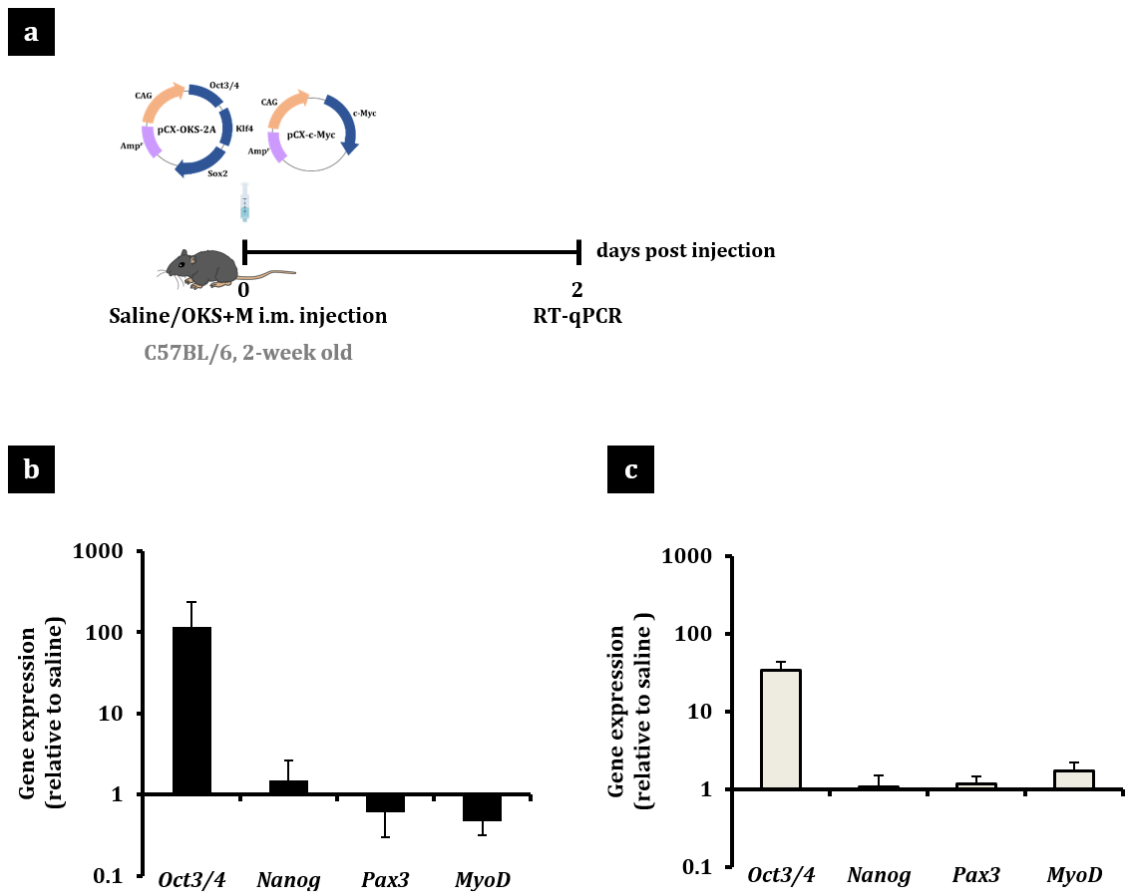 a
Oct3/4
CAG
pCX-OKS-2A
Klf4
Ampʳ
Sox2
CAG
c-Myc
pCX-c-Myc
Ampʳ
days post injection
0
2
Saline/OKS+M i.m. injection
RT-qPCR
C57BL/6, 2-week old
b
Gene expression
(relative to saline)
1000
100
10
1
0.1
Oct3/4 Nanog Pax3 MyoD
c
Gene expression
(relative to saline )
1000
100
10
1
0.1
Oct3/4 Nanog Pax3 MyoD